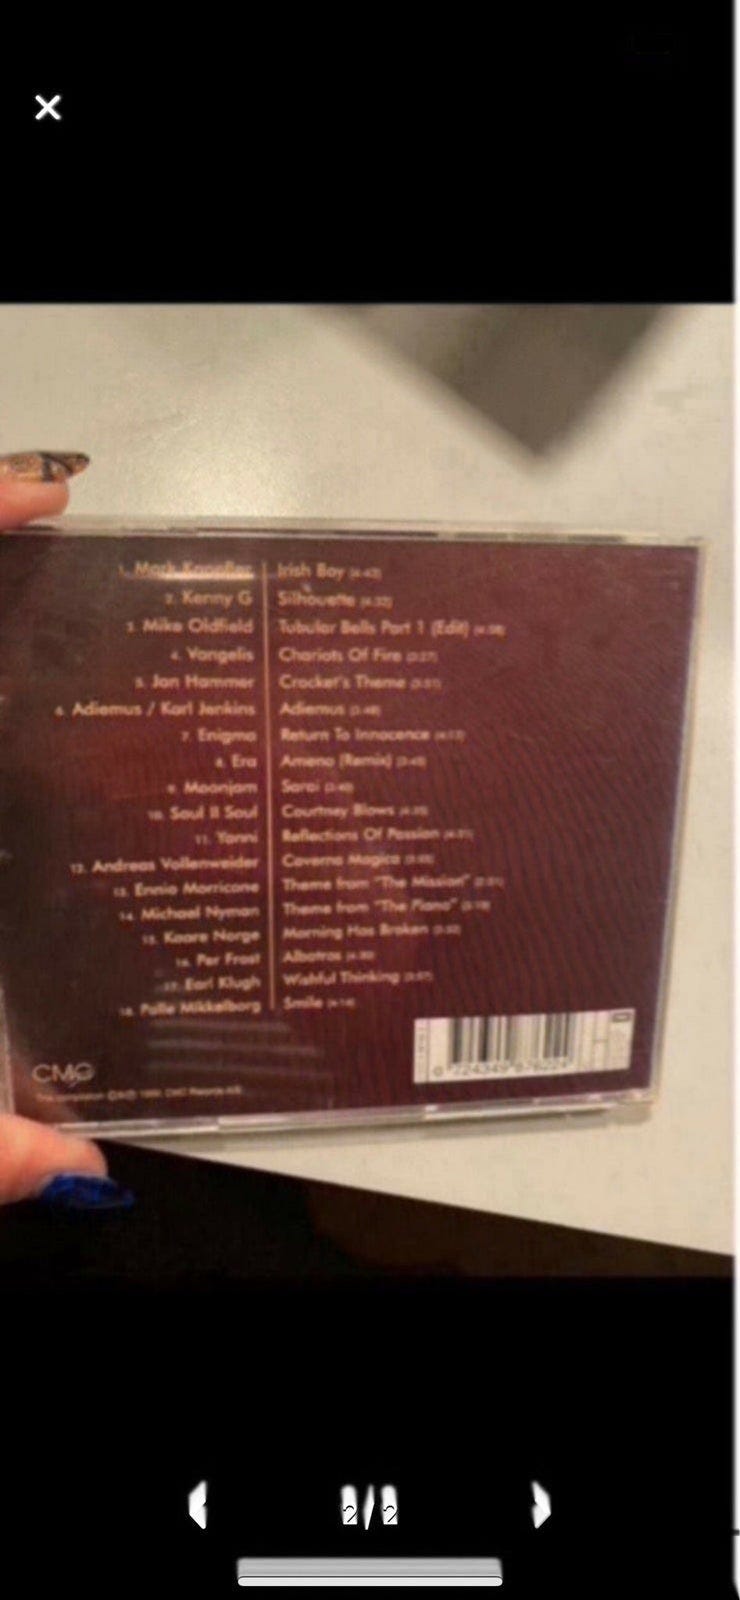 1. Mark Knopfler Irish Boy
2. Kenny G Silhouette
3. Mike Oldfield Tubular Bells Part 1 (Edit)
4. Vangelis Chariots Of Fire
5. Jan Hammer Crocket's Theme
6. Adiemus / Karl Jenkins Adiemus
7. Enigma Return To Innocence
8. Era Ameno (Remix)
9. Moonjam Sarai
10. Soul II Soul Courtney Blows
11. Yanni Reflections Of Passion
12. Andreas Vollenweider Caverna Magica
13. Ennio Morricone Theme from "The Mission"
14. Michael Nyman Theme from "The Piano"
15. Kaare Norge Morning Has Broken
16. Per Frost Albatros
17. Earl Klugh Wishful Thinking
18. Palle Mikkelborg Smile
CMC
2/2